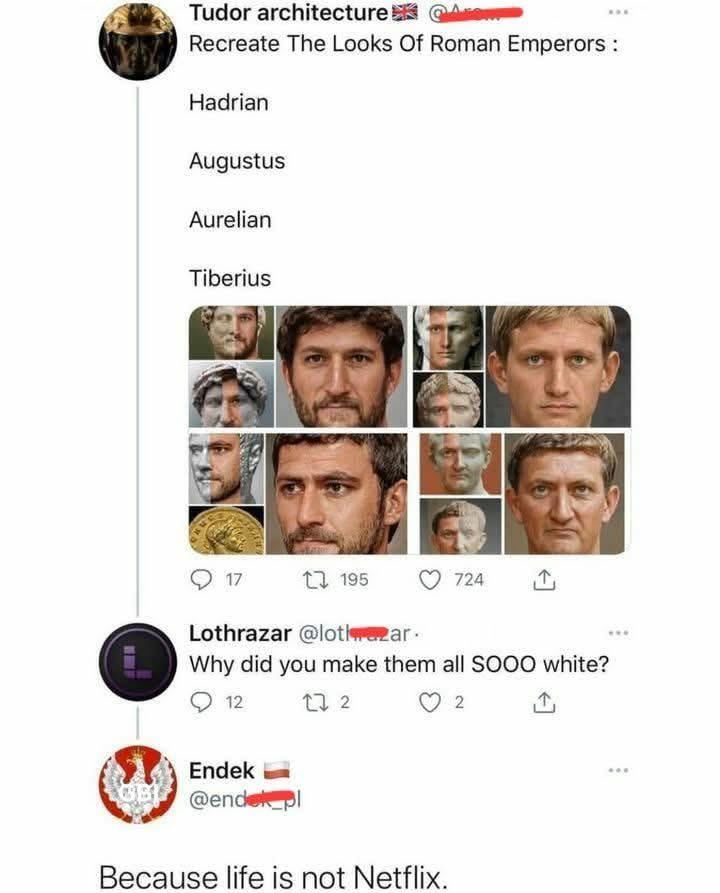 Tudor architecture🇬🇧
Recreate The Looks Of Roman Emperors :
Hadrian
Augustus
Aurelian
Tiberius
17 195 724
Lothrazar
Why did you make them all SOOO white?
12 2 2
Endek 🇵🇱
Because life is not Netflix.